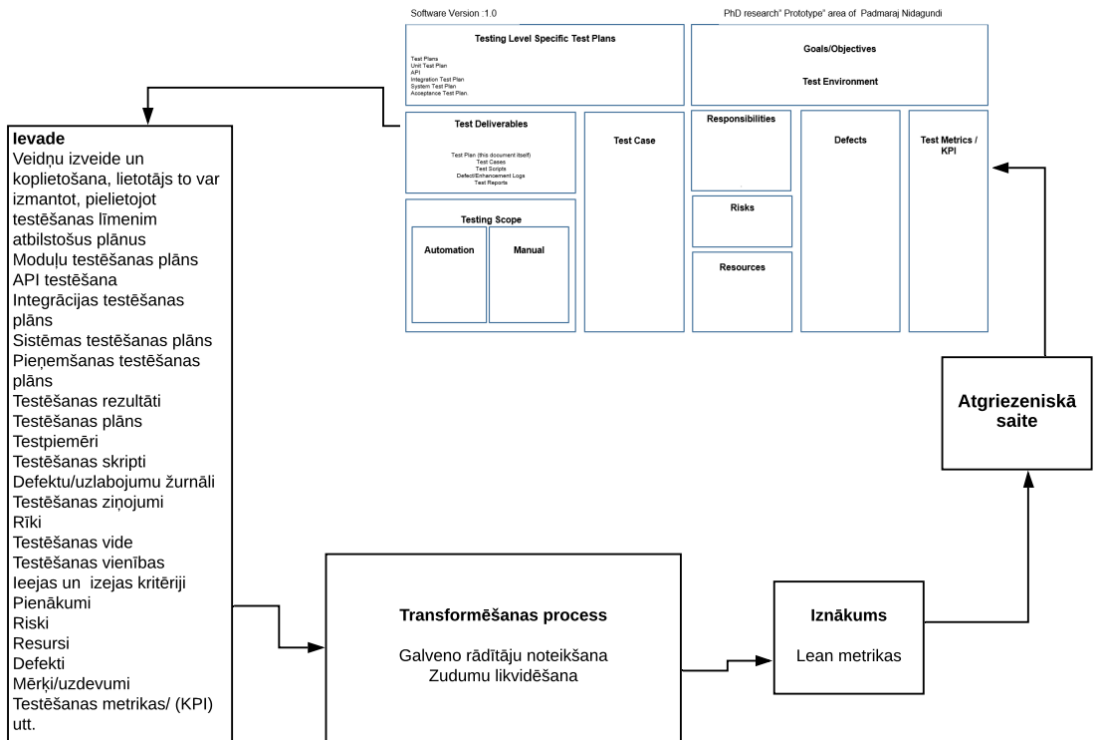 Software Version :1.0
PhD research" Prototype" area of Padmaraj Nidagundi
Testing Level Specific Test Plans
Test Plans
Unit Test Plan
API
Integration Test Plan
System Test Plan
Acceptance Test Plan.
Goals/Objectives
Test Environment
Test Deliverables
Test Plan (this document itself)
Test Cases
Test Scripts
Defect/Enhancement Logs
Test Reports
Test Case
Responsibilities
Defects
Test Metrics /
KPI
Testing Scope
Automation
Manual
Risks
Resources
Ievade
Veidņu izveide un
koplietošana, lietotājs to var
izmantot, pielietojot
testēšanas līmenim
atbilstošus plānus
Moduļu testēšanas plāns
API testēšana
Integrācijas testēšanas
plāns
Sistēmas testēšanas plāns
Pieņemšanas testēšanas
plāns
Testēšanas rezultāti
Testēšanas plāns
Testpiemēri
Testēšanas skripti
Defektu/uzlabojumu žurnāli
Testēšanas ziņojumi
Rīki
Testēšanas vide
Testēšanas vienības
Ieejas un izejas kritēriji
Pienākumi
Riski
Resursi
Defekti
Mērķi/uzdevumi
Testēšanas metrikas/ (KPI)
utt.
Transformēšanas process
Galveno rādītāju noteikšana
Zudumu likvidēšana
Iznākums
Lean metrikas
Atgriezeniskā
saite